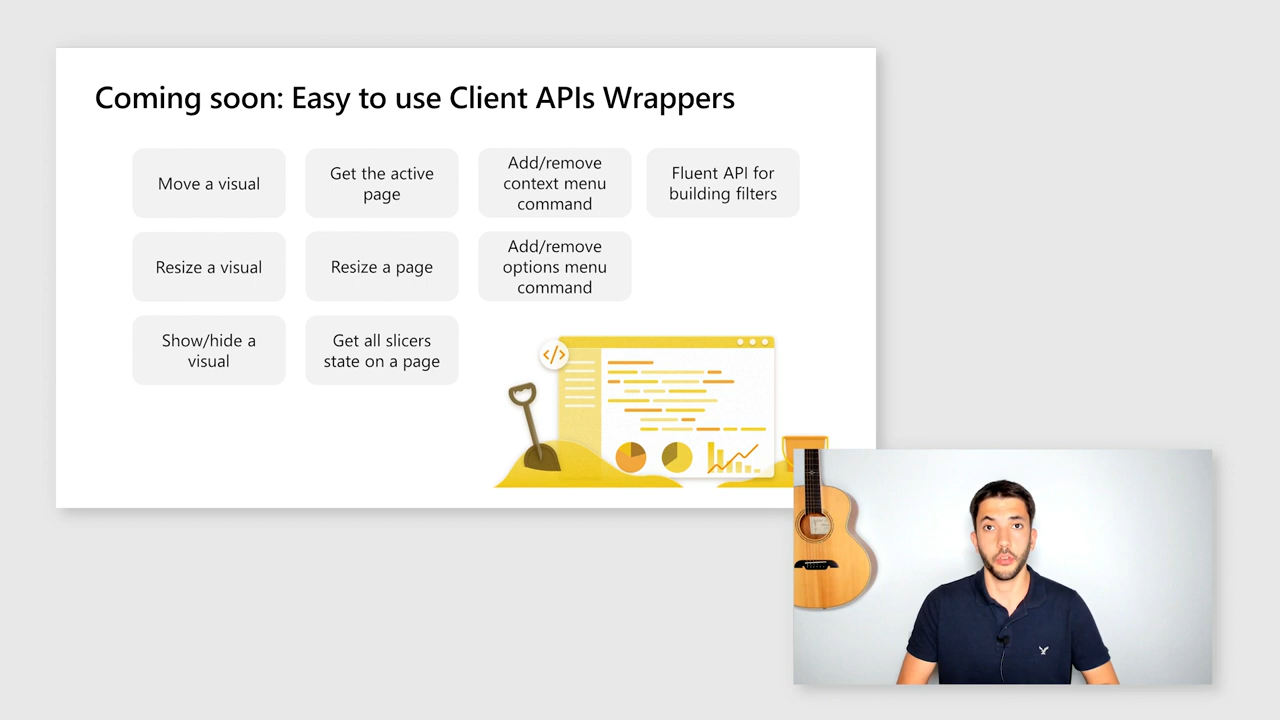 Coming soon: Easy to use Client APIs Wrappers
Move a visual
Get the active
page
Add/remove
context menu
command
Fluent API for
building filters
Resize a visual
Resize a page
Add/remove
options menu
command
Show/hide a
visual
Get all slicers
state on a page
<//>